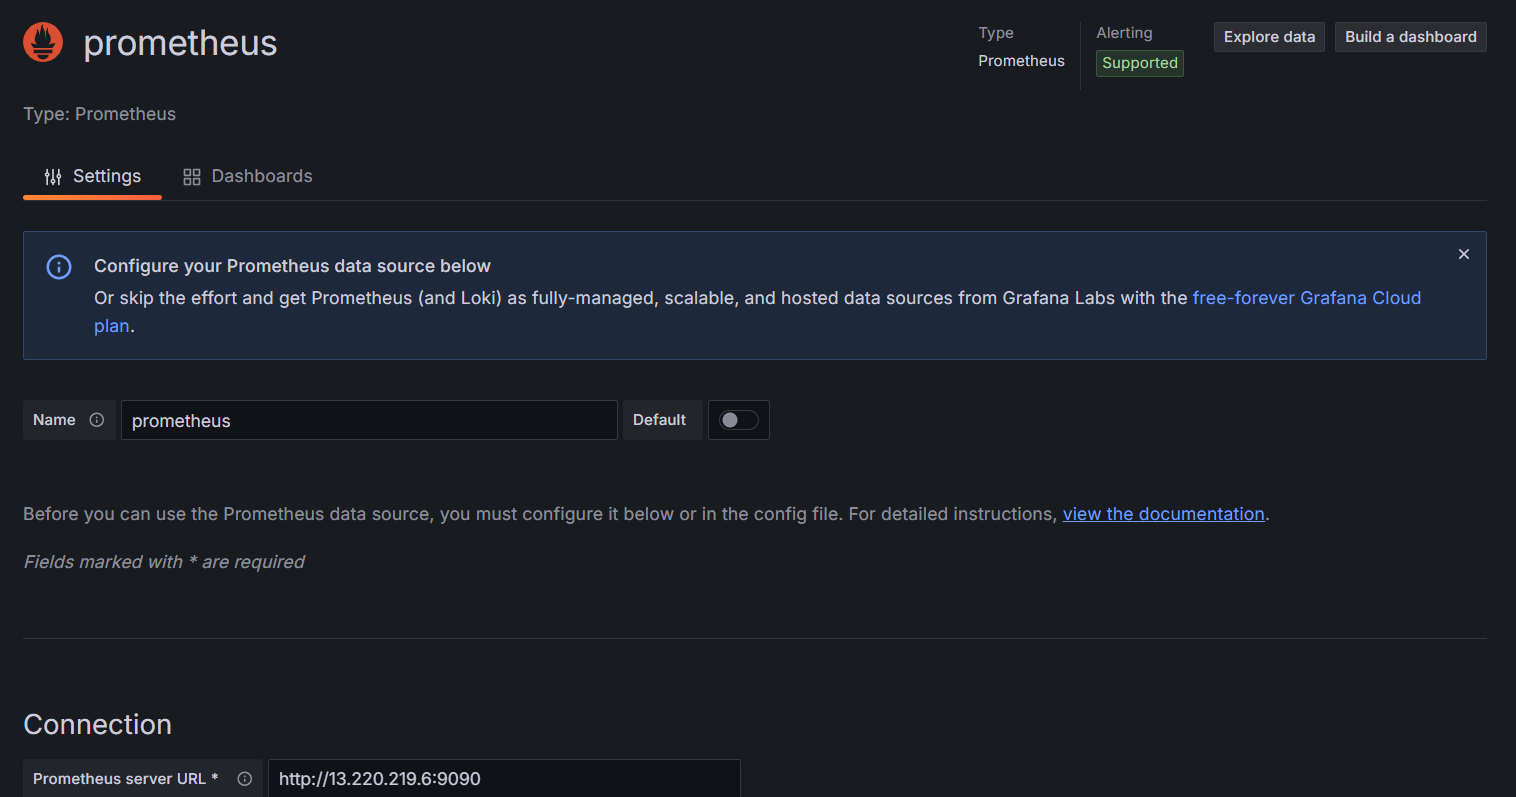 prometheus
Type
Prometheus
Alerting
Supported
Explore data
Build a dashboard
Type: Prometheus
Settings
Dashboards
Configure your Prometheus data source below
Or skip the effort and get Prometheus (and Loki) as fully-managed, scalable, and hosted data sources from Grafana Labs with the free-forever Grafana Cloud
plan.
Name
prometheus
Default
Before you can use the Prometheus data source, you must configure it below or in the config file. For detailed instructions, view the documentation.
Fields marked with * are required
Connection
Prometheus server URL *
http://13.220.219.6:9090